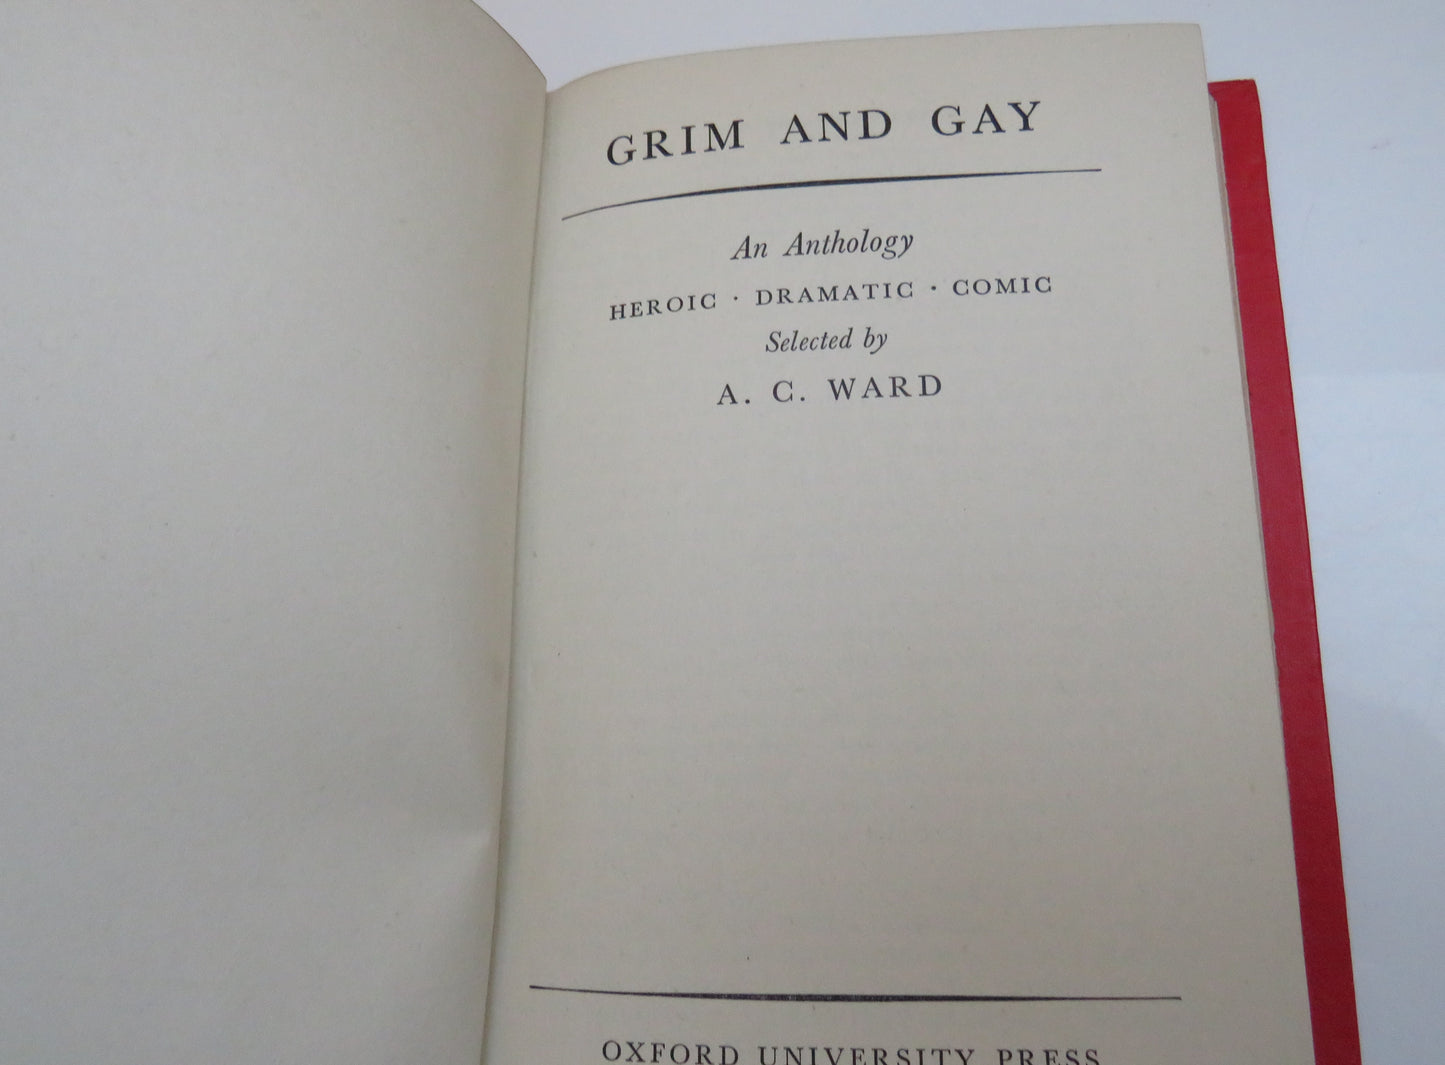 GRIM AND GAY
An Anthology
HEROIC · DRAMATIC · COMIC
Selected by
A. C. WARD
OXFORD UNIVERSITY PRESS